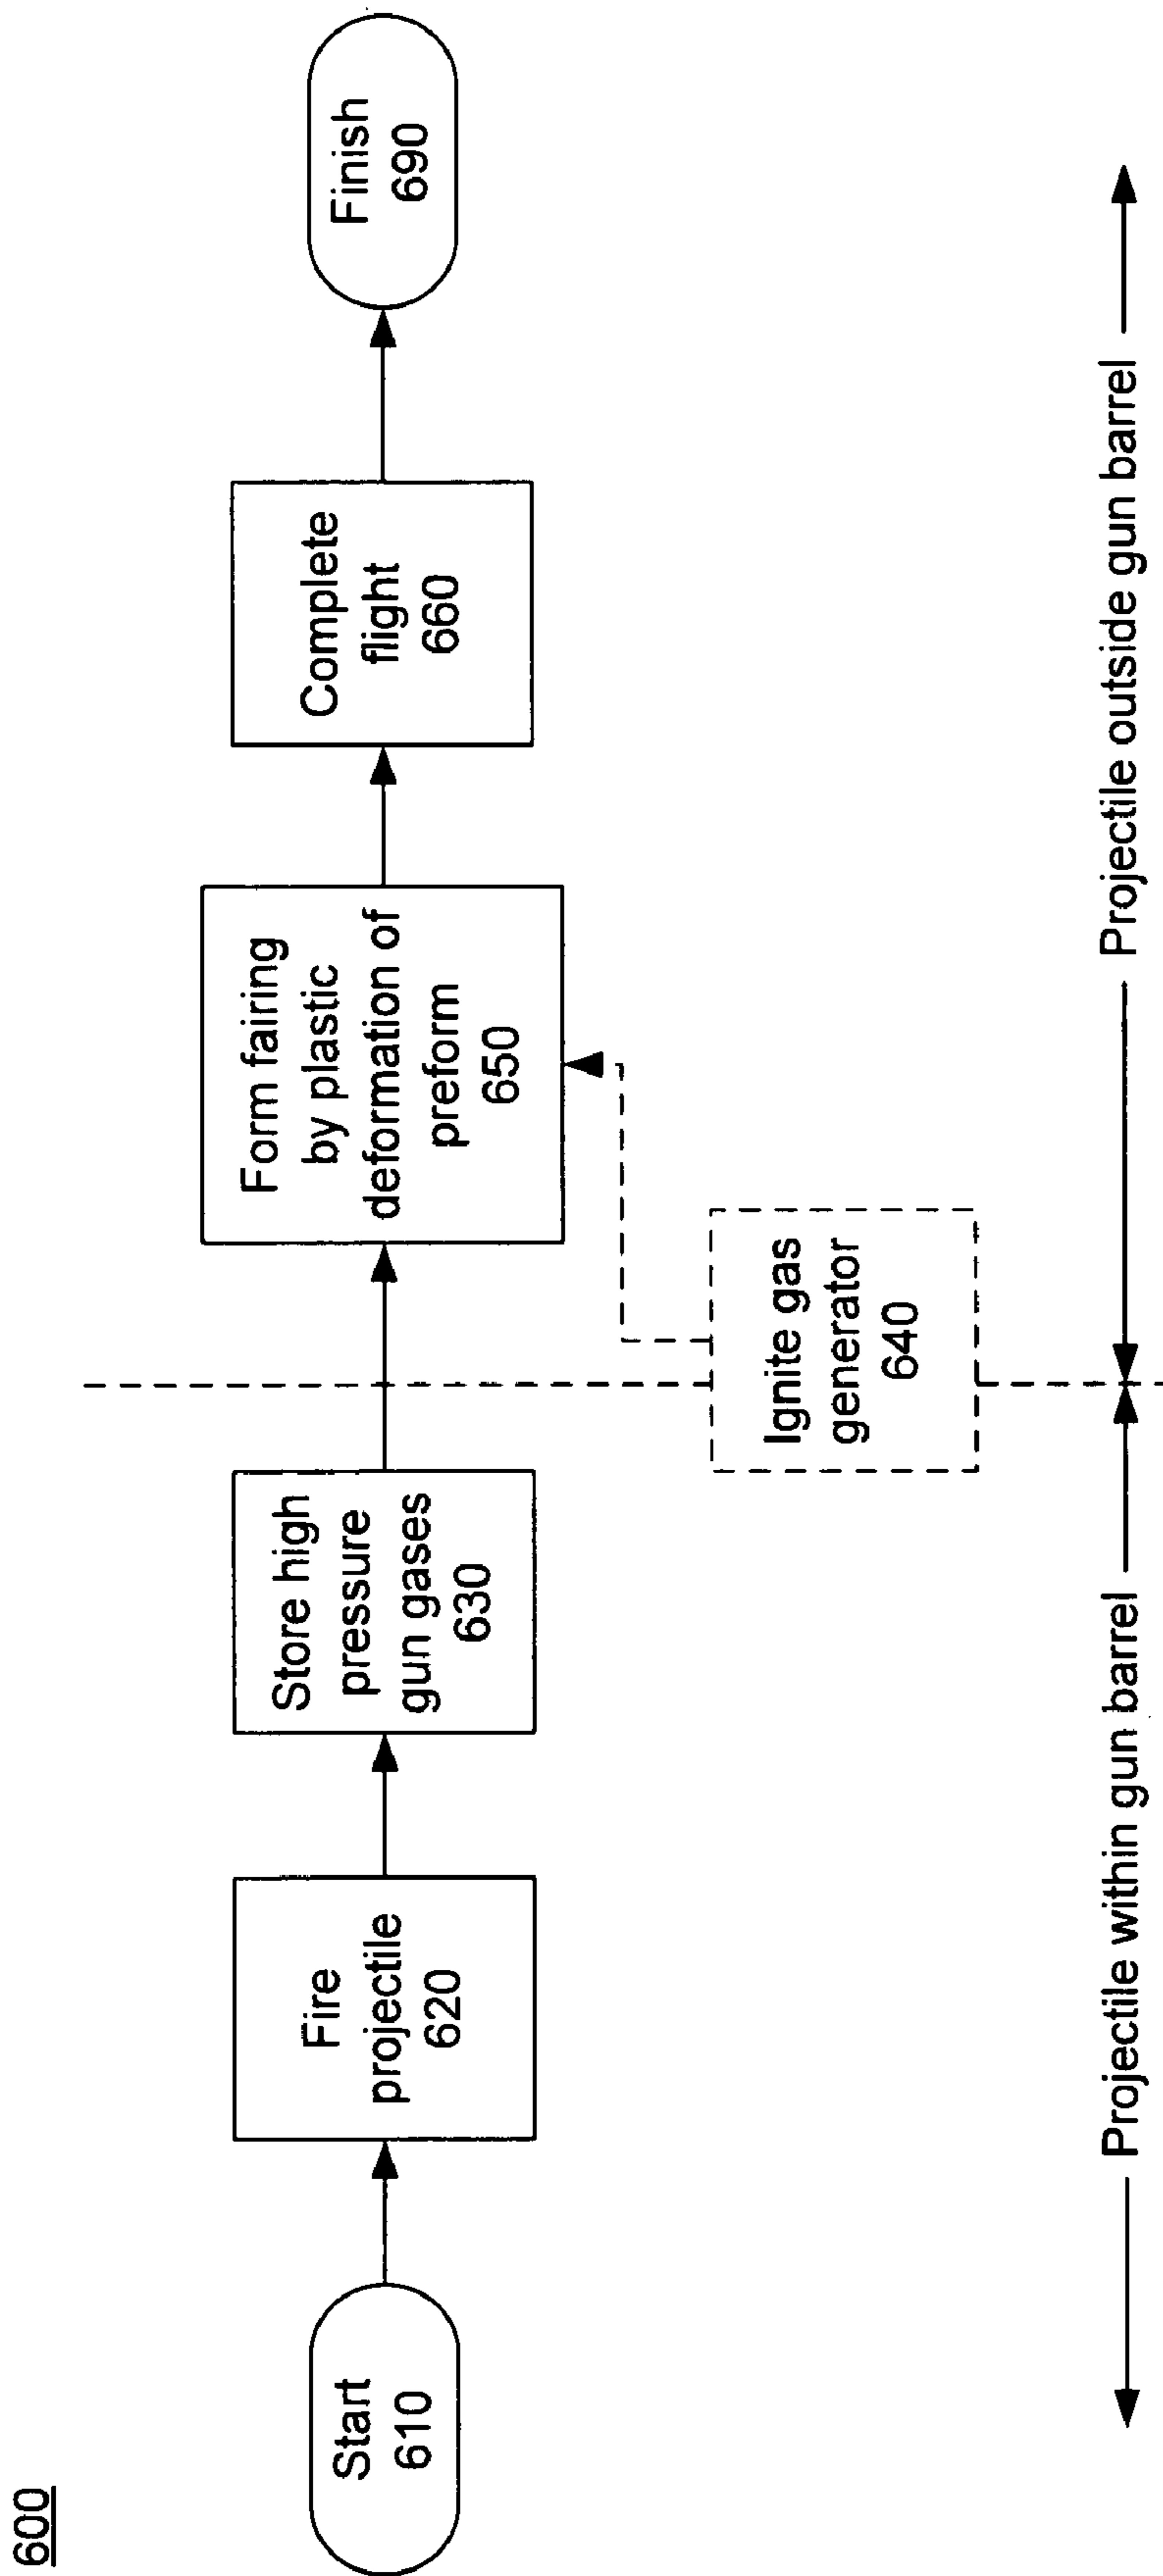 600
Start
610
Fire
projectile
620
Store high
pressure
gun gases
630
Ignite gas
generator
640
Form fairing
by plastic
deformation of
preform
650
Complete
flight
660
Finish
690
Projectile within gun barrel
Projectile outside gun barrel